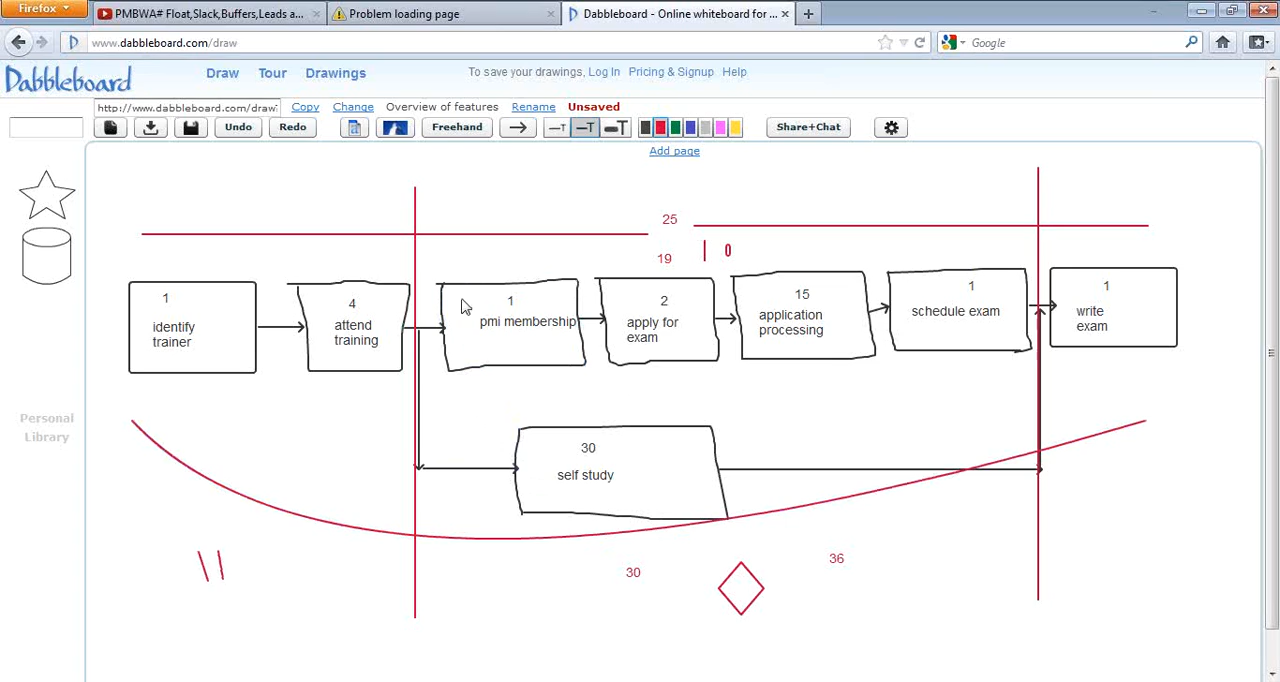 Firefox
PMBWA# Float,Slack,Buffers,Leads a...
Problem loading page
Dabbleboard - Online whiteboard for ...
www.dabbleboard.com/draw
Google
Dabbleboard
Draw
Tour
Drawings
To save your drawings, Log In
Pricing & Signup
Help
http://www.dabbleboard.com/draw
Copy
Change
Overview of features
Rename
Unsaved
Undo
Redo
Freehand
T
T
T
Share+Chat
Add page
25
19
0
1
identify
trainer
4
attend
training
1
pmi membership
2
apply for
exam
15
application
processing
1
schedule exam
1
write
exam
Personal
Library
30
self study
30
36